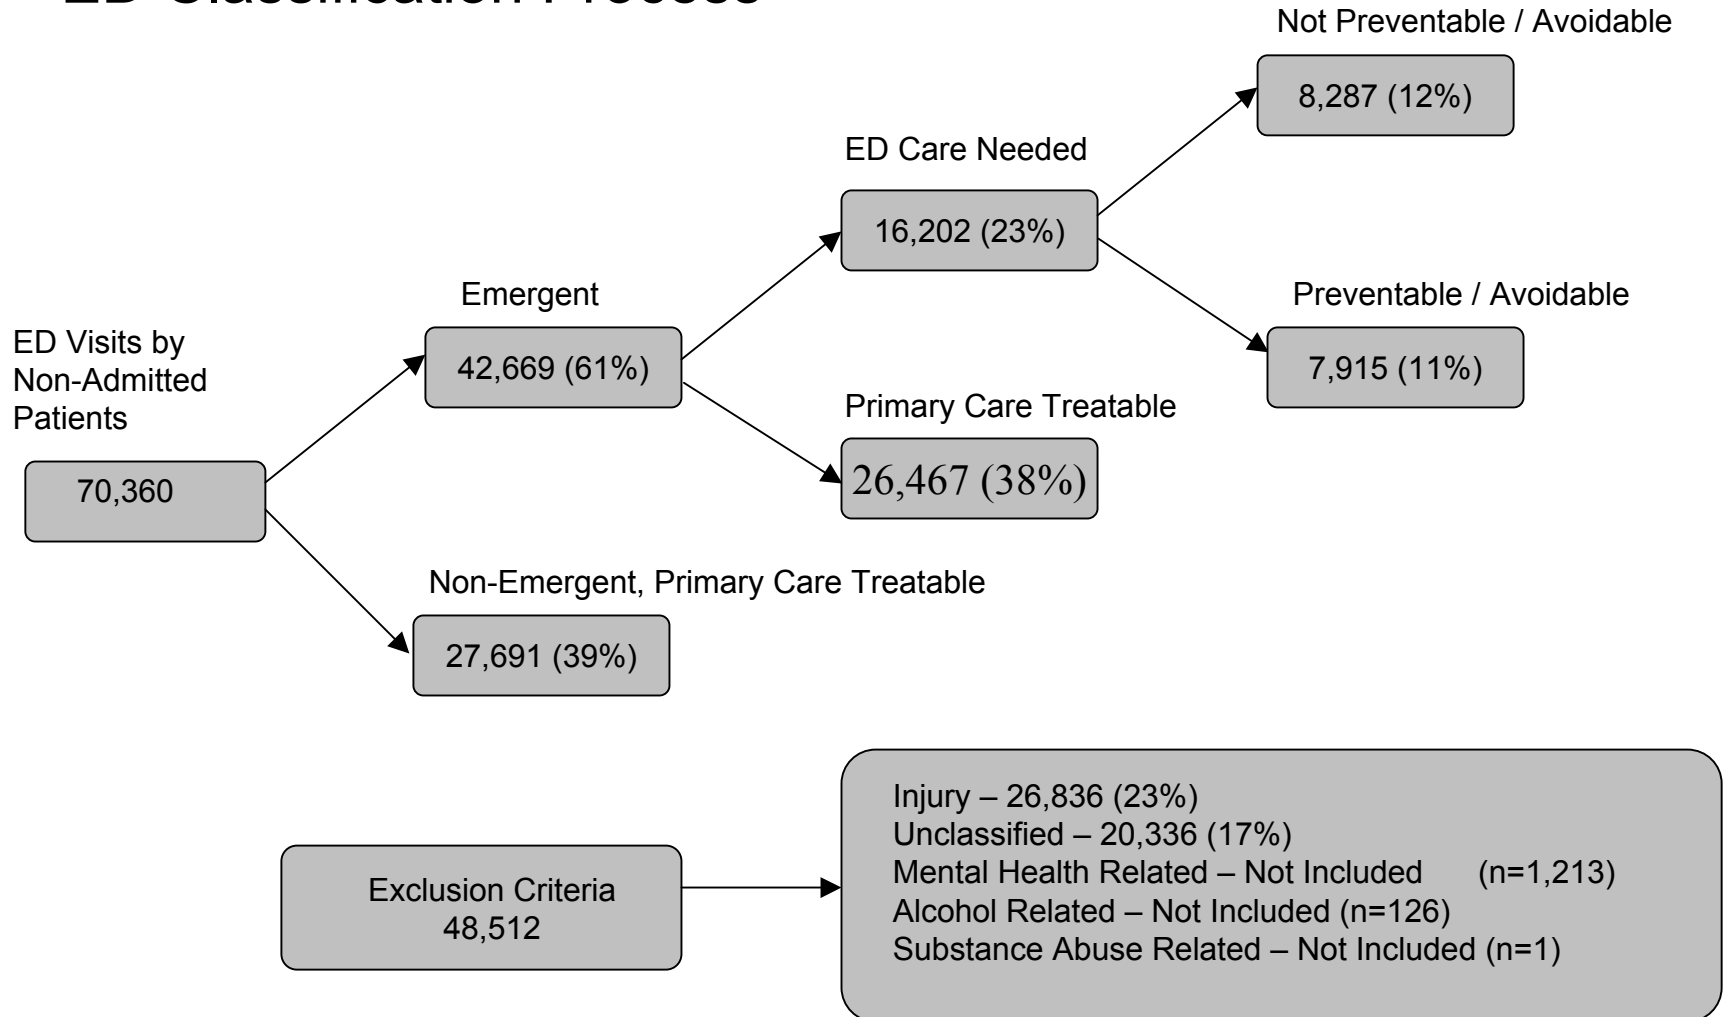 ED Classification Process
Not Preventable / Avoidable
8,287 (12%)
ED Care Needed
16,202 (23%)
Emergent
42,669 (61%)
Preventable / Avoidable
7,915 (11%)
ED Visits by
Non-Admitted
Patients
70,360
Primary Care Treatable
26,467 (38%)
Non-Emergent, Primary Care Treatable
27,691 (39%)
Exclusion Criteria
48,512
Injury – 26,836 (23%)
Unclassified – 20,336 (17%)
Mental Health Related – Not Included (n=1,213)
Alcohol Related – Not Included (n=126)
Substance Abuse Related – Not Included (n=1)